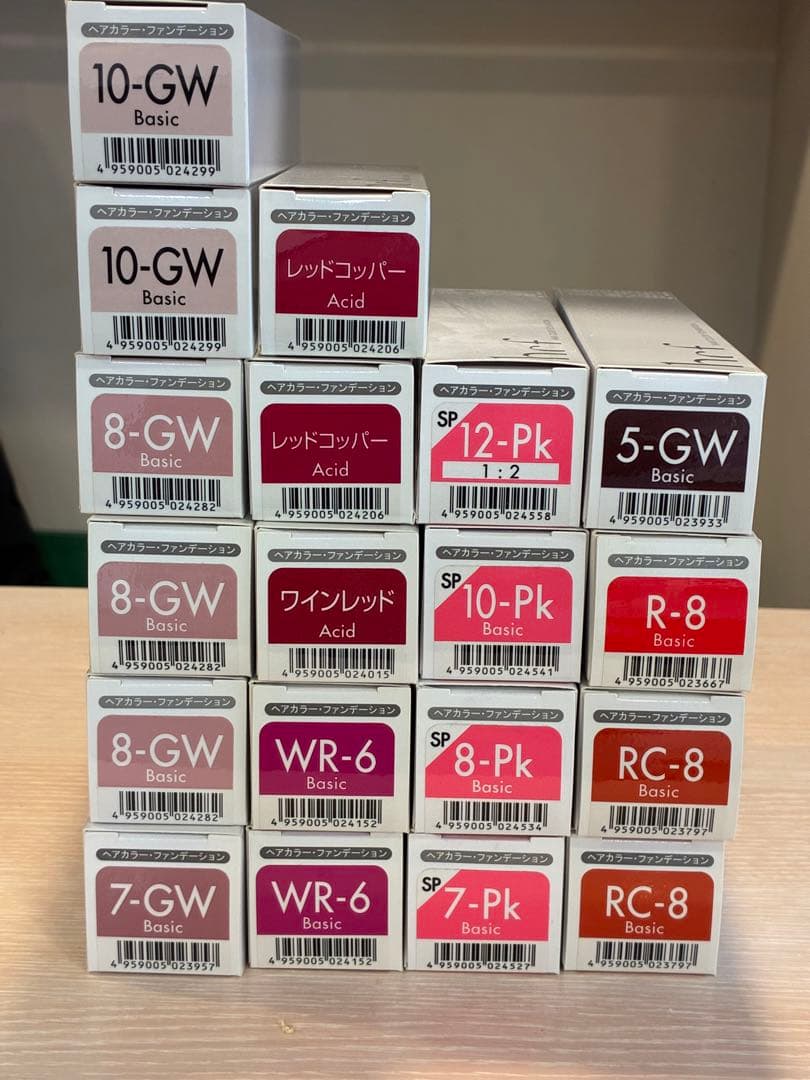 ヘアカラー・ファンデーション
10-GW
Basic
4 959005 024299
ヘアカラー・ファンデーション
10-GW
Basic
4 959005 024299
ヘアカラー・ファンデーション
8-GW
Basic
4 959005 024282
ヘアカラー・ファンデーション
8-GW
Basic
4 959005 024282
ヘアカラー・ファンデーション
8-GW
Basic
4 959005 024282
ヘアカラー・ファンデーション
7-GW
Basic
4 959005 023957
ヘアカラー・ファンデーション
レッドコッパー
Acid
4 959005 024206
ヘアカラー・ファンデーション
レッドコッパー
Acid
4 959005 024206
ヘアカラー・ファンデーション
ワインレッド
Acid
4 959005 024015
ヘアカラー・ファンデーション
WR-6
Basic
4 959005 024152
ヘアカラー・ファンデーション
WR-6
Basic
4 959005 024152
ヘアカラー・ファンデーション
SP
12-Pk
1:2
4 959005 024558
ヘアカラー・ファンデーション
SP
10-Pk
Basic
4 959005 024541
ヘアカラー・ファンデーション
SP
8-Pk
Basic
4 959005 024534
ヘアカラー・ファンデーション
SP
7-Pk
Basic
4 959005 024527
ヘアカラー・ファンデーション
5-GW
Basic
4 959005 023933
ヘアカラー・ファンデーション
R-8
Basic
4 959005 023667
ヘアカラー・ファンデーション
RC-8
Basic
4 959005 023797
ヘアカラー・ファンデーション
RC-8
Basic
4 959005 023797